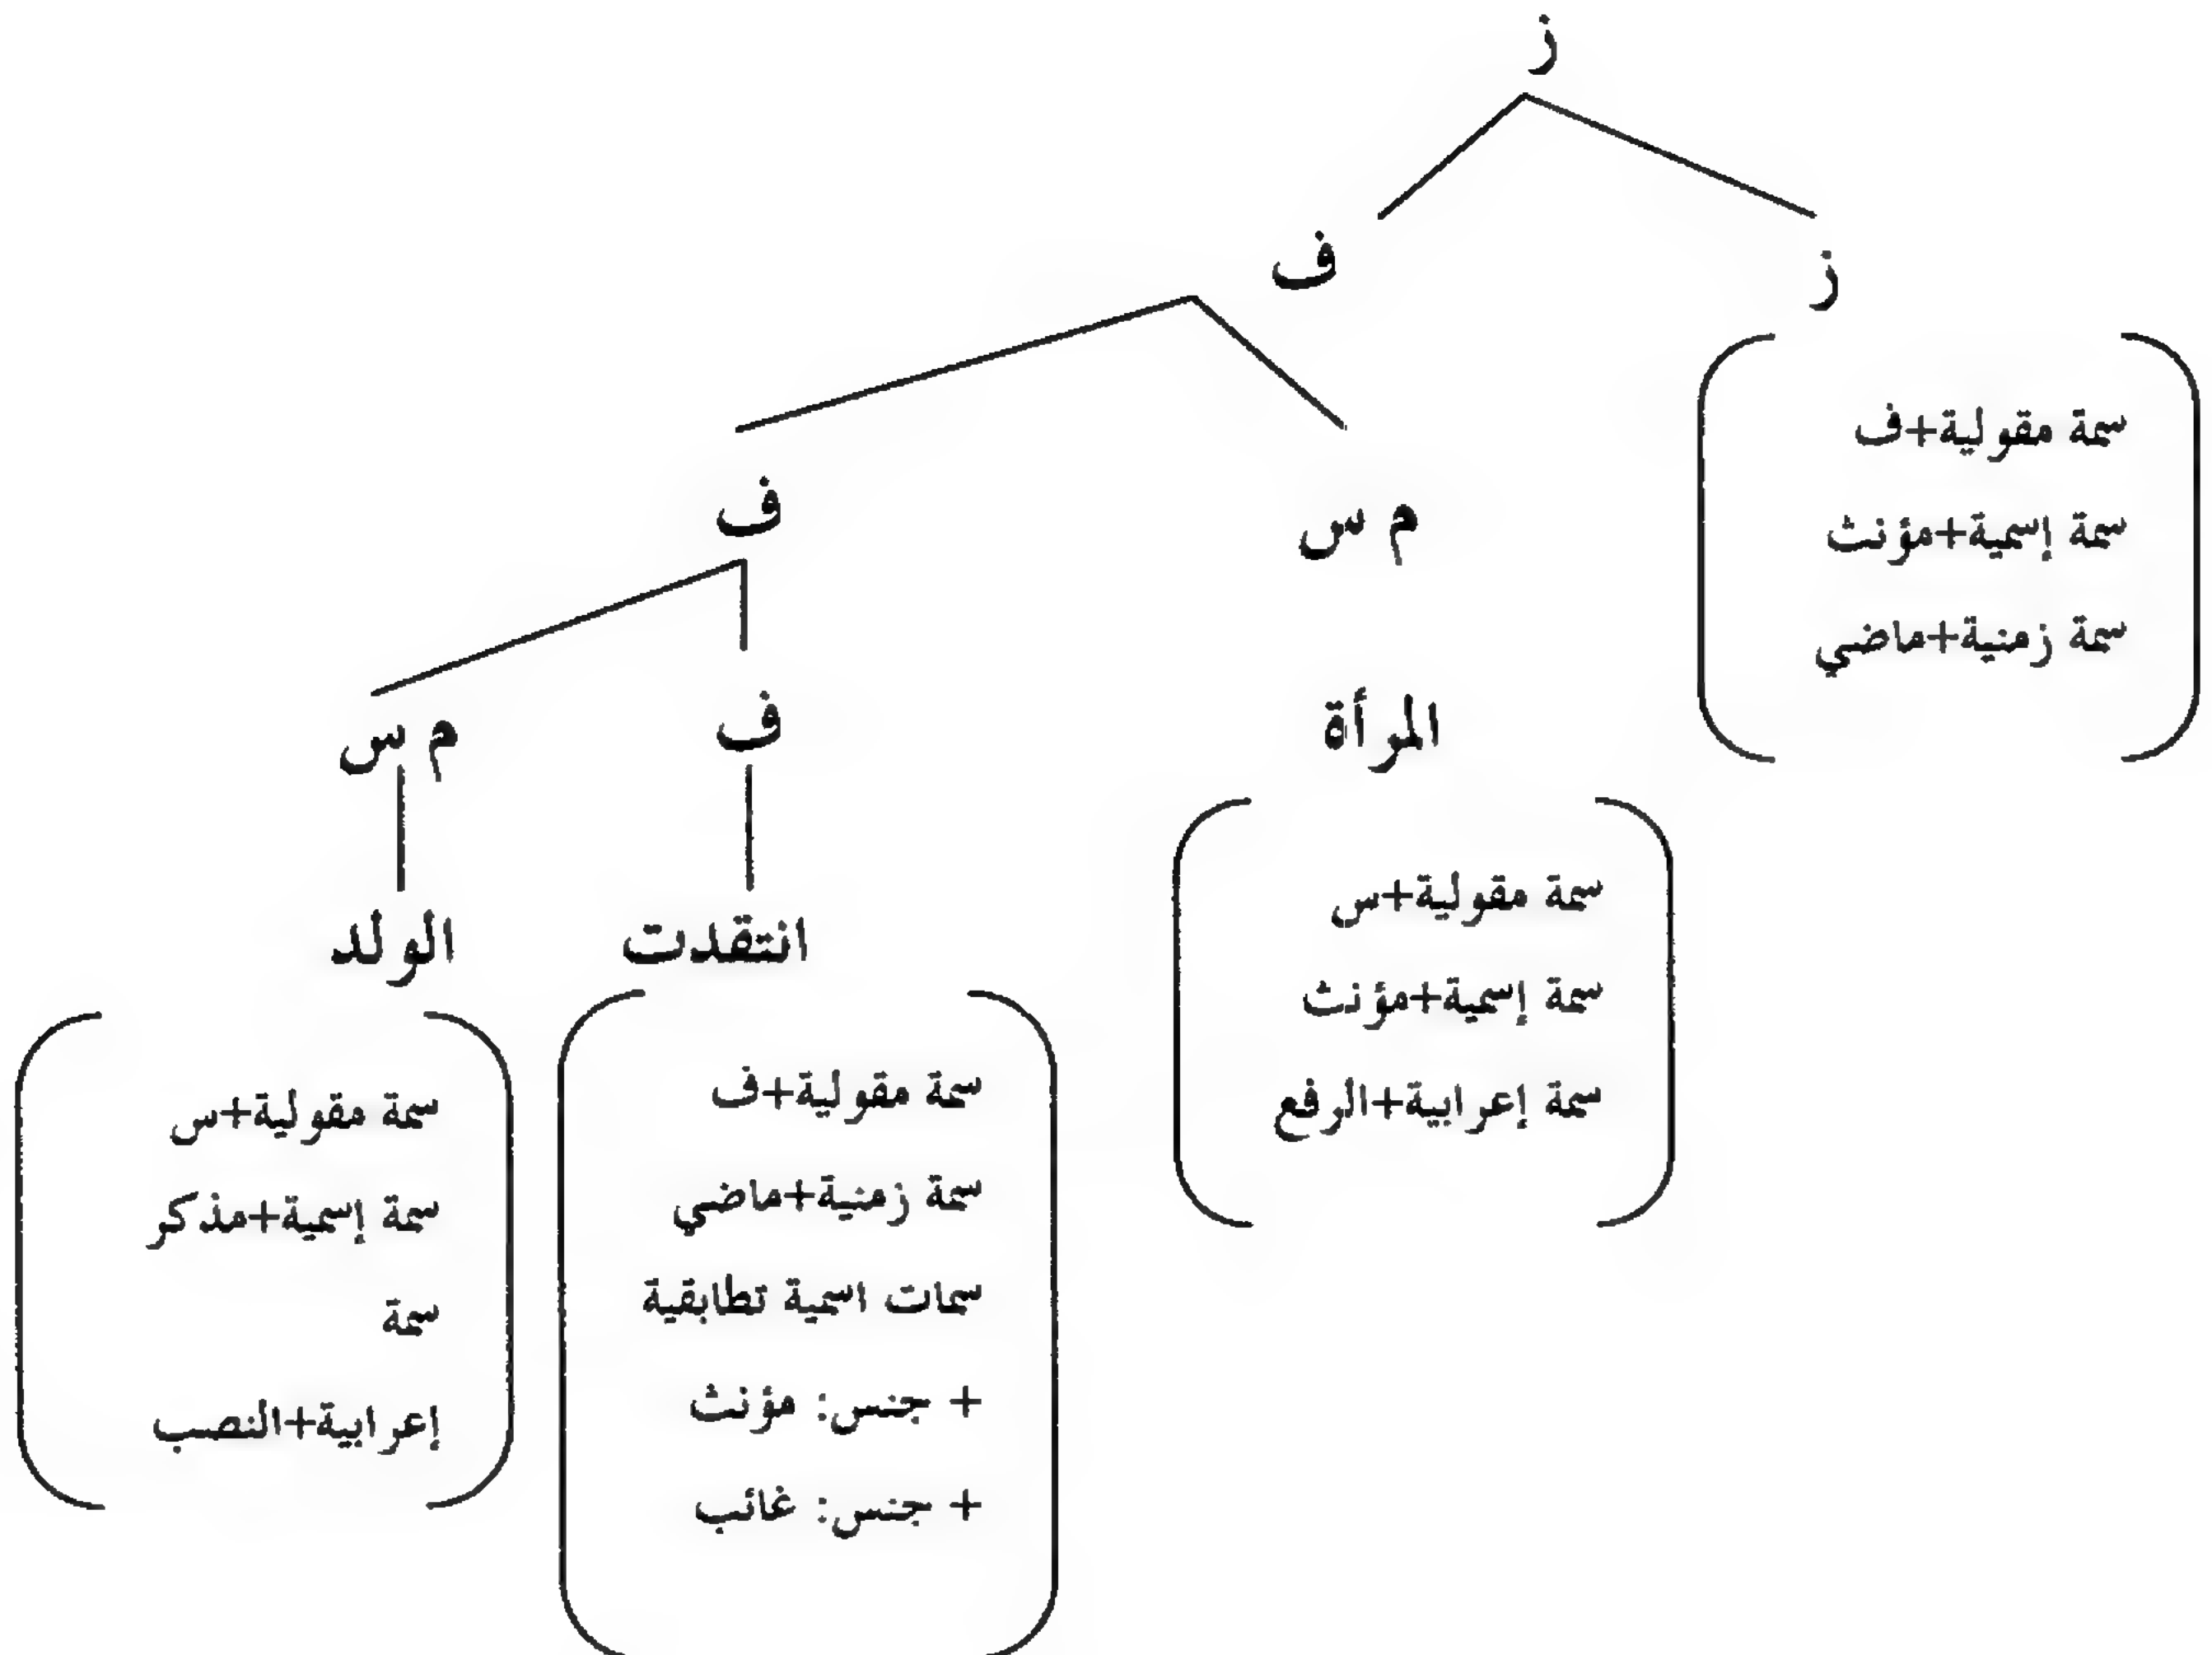 ز
ز
ف
سمة مقولية+ف
سمة إسمية+مؤنث
سمة زمنية+ماضي
م س
ف
المرأة
سمة مقولية+س
سمة إسمية+مؤنث
سمة إعرابية+الرفع
ف
م س
انتقدت
سمة مقولية+ف
سمة زمنية+ماضي
سمات اسمية تطابقية
+ جنس: مؤنث
+ جنس: غائب
الولد
سمة مقولية+س
سمة إسمية+مذكر
سمة
إعرابية+النصب